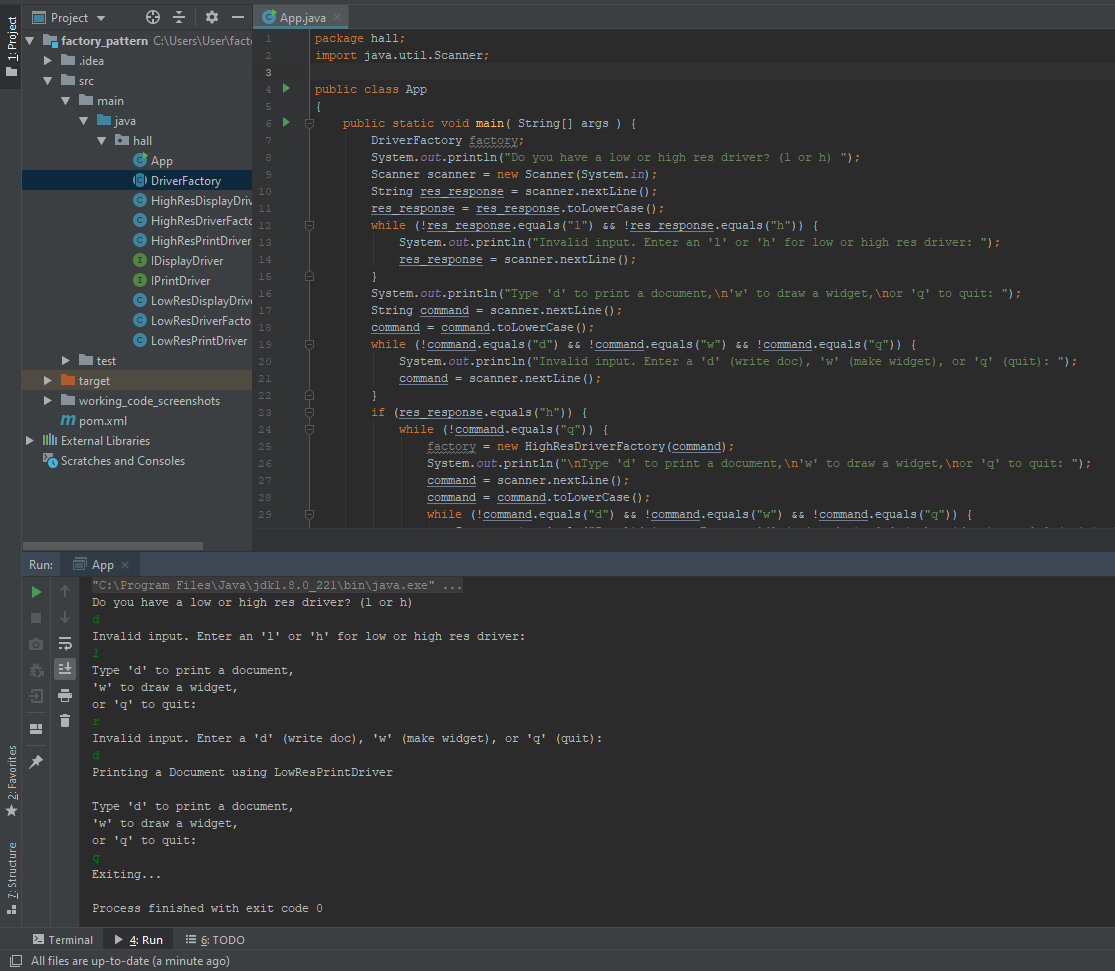 Project
App.java
1: Project
factory_pattern C:\Users\User\facto
.idea
src
main
java
hall
App
DriverFactory
HighResDisplayDriv
HighResDriverFacto
HighResPrintDriver
IDisplayDriver
IPrintDriver
LowResDisplayDrive
LowResDriverFacto
LowResPrintDriver
test
target
working_code_screenshots
pom.xml
External Libraries
Scratches and Consoles
1 package hall;
2 import java.util.Scanner;
3
4 public class App
5 {
6 public static void main( String[] args ) {
7 DriverFactory factory;
8 System.out.println("Do you have a low or high res driver? (l or h) ");
9 Scanner scanner = new Scanner(System.in);
10 String res_response = scanner.nextLine();
11 res_response = res_response.toLowerCase();
12 while (!res_response.equals("l") && !res_response.equals("h")) {
13 System.out.println("Invalid input. Enter an 'l' or 'h' for low or high res driver: ");
14 res_response = scanner.nextLine();
15 }
16 System.out.println("Type 'd' to print a document,\n'w' to draw a widget,\nor 'q' to quit: ");
17 String command = scanner.nextLine();
18 command = command.toLowerCase();
19 while (!command.equals("d") && !command.equals("w") && !command.equals("q")) {
20 System.out.println("Invalid input. Enter a 'd' (write doc), 'w' (make widget), or 'q' (quit): ");
21 command = scanner.nextLine();
22 }
23 if (res_response.equals("h")) {
24 while (!command.equals("q")) {
25 factory = new HighResDriverFactory(command);
26 System.out.println("\nType 'd' to print a document,\n'w' to draw a widget,\nor 'q' to quit: ");
27 command = scanner.nextLine();
28 command = command.toLowerCase();
29 while (!command.equals("d") && !command.equals("w") && !command.equals("q")) {
Run: App
"C:\Program Files\Java\jdk1.8.0_221\bin\java.exe" ...
Do you have a low or high res driver? (l or h)
d
Invalid input. Enter an 'l' or 'h' for low or high res driver:
l
Type 'd' to print a document,
'w' to draw a widget,
or 'q' to quit:
r
Invalid input. Enter a 'd' (write doc), 'w' (make widget), or 'q' (quit):
d
Printing a Document using LowResPrintDriver
Type 'd' to print a document,
'w' to draw a widget,
or 'q' to quit:
q
Exiting...
Process finished with exit code 0
2: Favorites
7: Structure
Terminal 4: Run 6: TODO
All files are up-to-date (a minute ago)